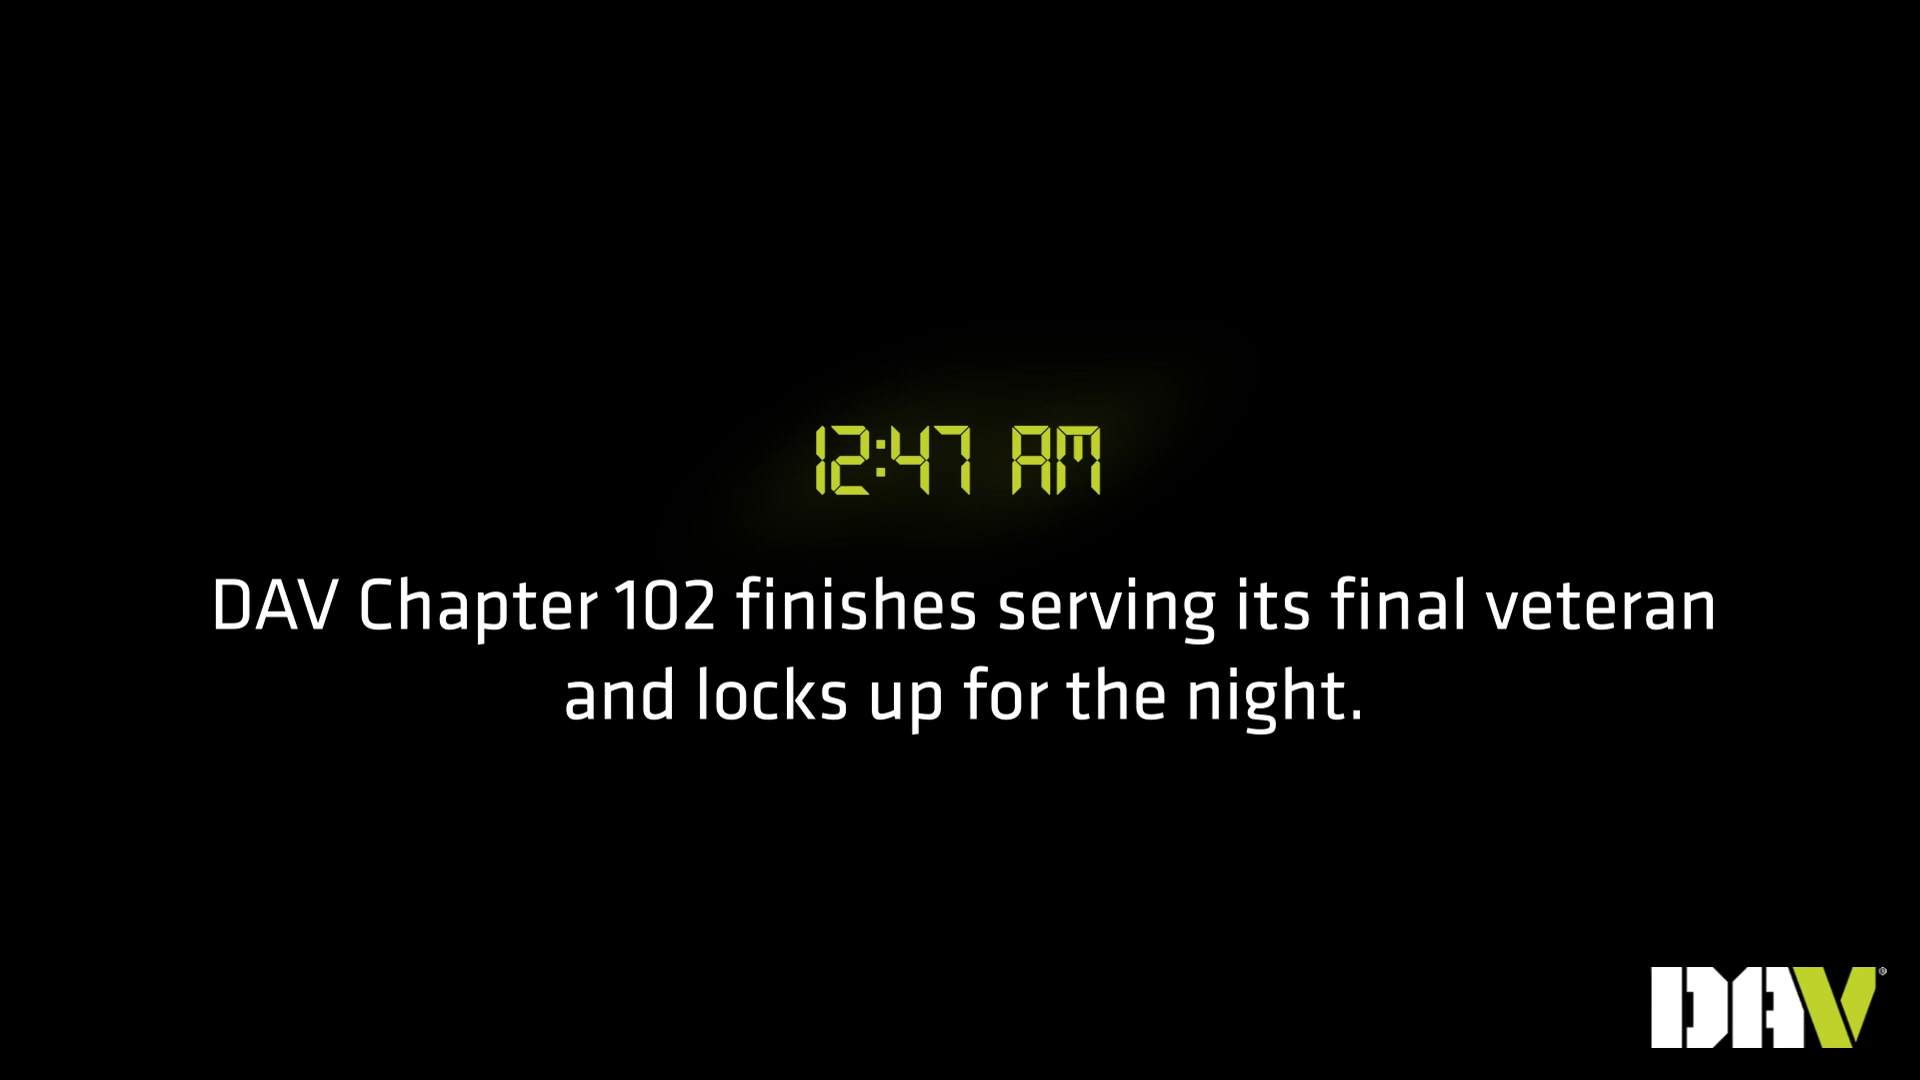 12:47 AM
DAV Chapter 102 finishes serving its final veteran
and locks up for the night.
DAV®